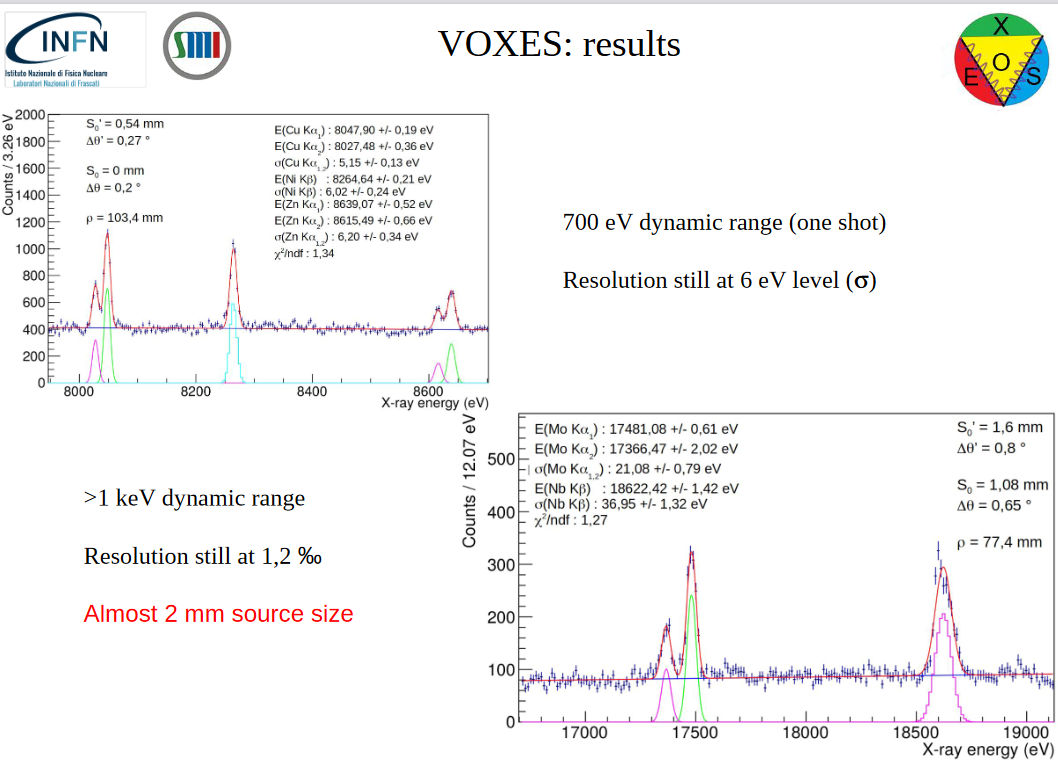 INFN
Istituto Nazionale di Fisica Nucleare
Laboratori Nazionali di Frascati
SMI
VOXES: results
X
O
E S
S₀' = 0,54 mm
Δθ' = 0,27 °
S₀ = 0 mm
Δθ = 0,2 °
ρ = 103,4 mm
E(Cu Kα₁) : 8047,90 +/- 0,19 eV
E(Cu Kα₂) : 8027,48 +/- 0,36 eV
σ(Cu Kα₁,₂) : 5,15 +/- 0,13 eV
E(Ni Kβ) : 8264,64 +/- 0,21 eV
σ(Ni Kβ) : 6,02 +/- 0,24 eV
E(Zn Kα₁) : 8639,07 +/- 0,52 eV
E(Zn Kα₂) : 8615,49 +/- 0,66 eV
σ(Zn Kα₁,₂) : 6,20 +/- 0,34 eV
χ²/ndf : 1,34
Counts / 3.26 eV
2000
1800
1600
1400
1200
1000
800
600
400
200
0
8000 8200 8400 8600
X-ray energy (eV)
700 eV dynamic range (one shot)
Resolution still at 6 eV level (σ)
>1 keV dynamic range
Resolution still at 1,2 ‰
Almost 2 mm source size
E(Mo Kα₁) : 17481,08 +/- 0,61 eV
E(Mo Kα₂) : 17366,47 +/- 2,02 eV
σ(Mo Kα₁,₂) : 21,08 +/- 0,79 eV
E(Nb Kβ) : 18622,42 +/- 1,42 eV
σ(Nb Kβ) : 36,95 +/- 1,32 eV
χ²/ndf : 1,27
S₀' = 1,6 mm
Δθ' = 0,8 °
S₀ = 1,08 mm
Δθ = 0,65 °
ρ = 77,4 mm
Counts / 12.07 eV
500
400
300
200
100
0
17000 17500 18000 18500 19000
X-ray energy (eV)